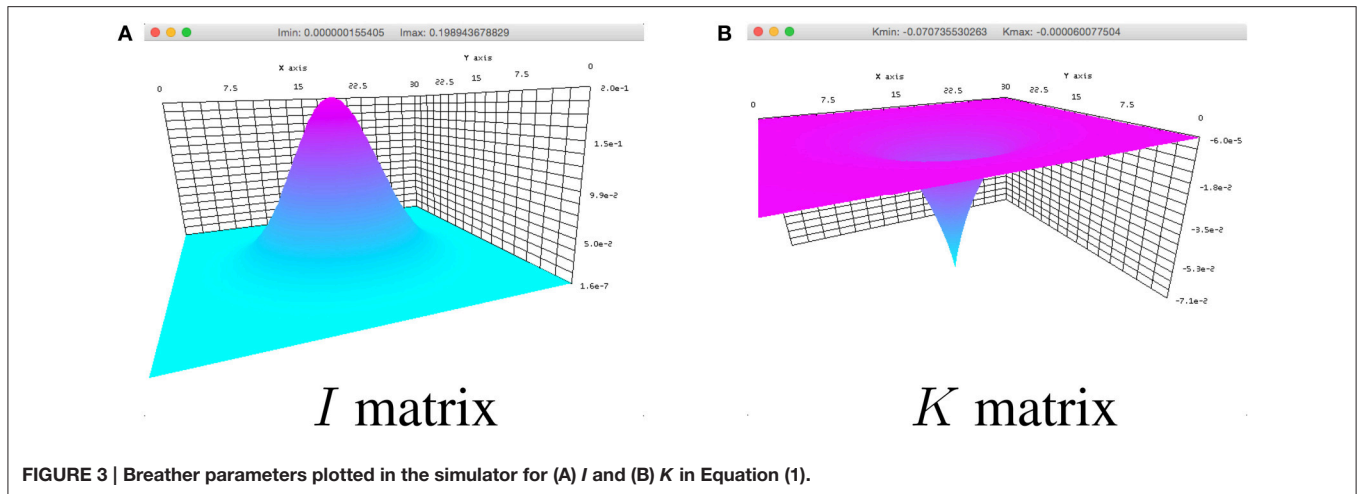 A
Imin: 0.000000155405 Imax: 0.198943678829
X axis
Y axis
0
7.5
15
22.5
30
22.5
15
7.5
0
2.0e-1
1.5e-1
9.9e-2
5.0e-2
1.6e-7
I matrix
B
Kmin: -0.070735530263 Kmax: -0.000060077504
X axis
Y axis
0
7.5
15
22.5
30
22.5
15
7.5
0
-6.0e-5
-1.8e-2
-3.5e-2
-5.3e-2
-7.1e-2
K matrix
FIGURE 3 | Breather parameters plotted in the simulator for (A) I and (B) K in Equation (1).